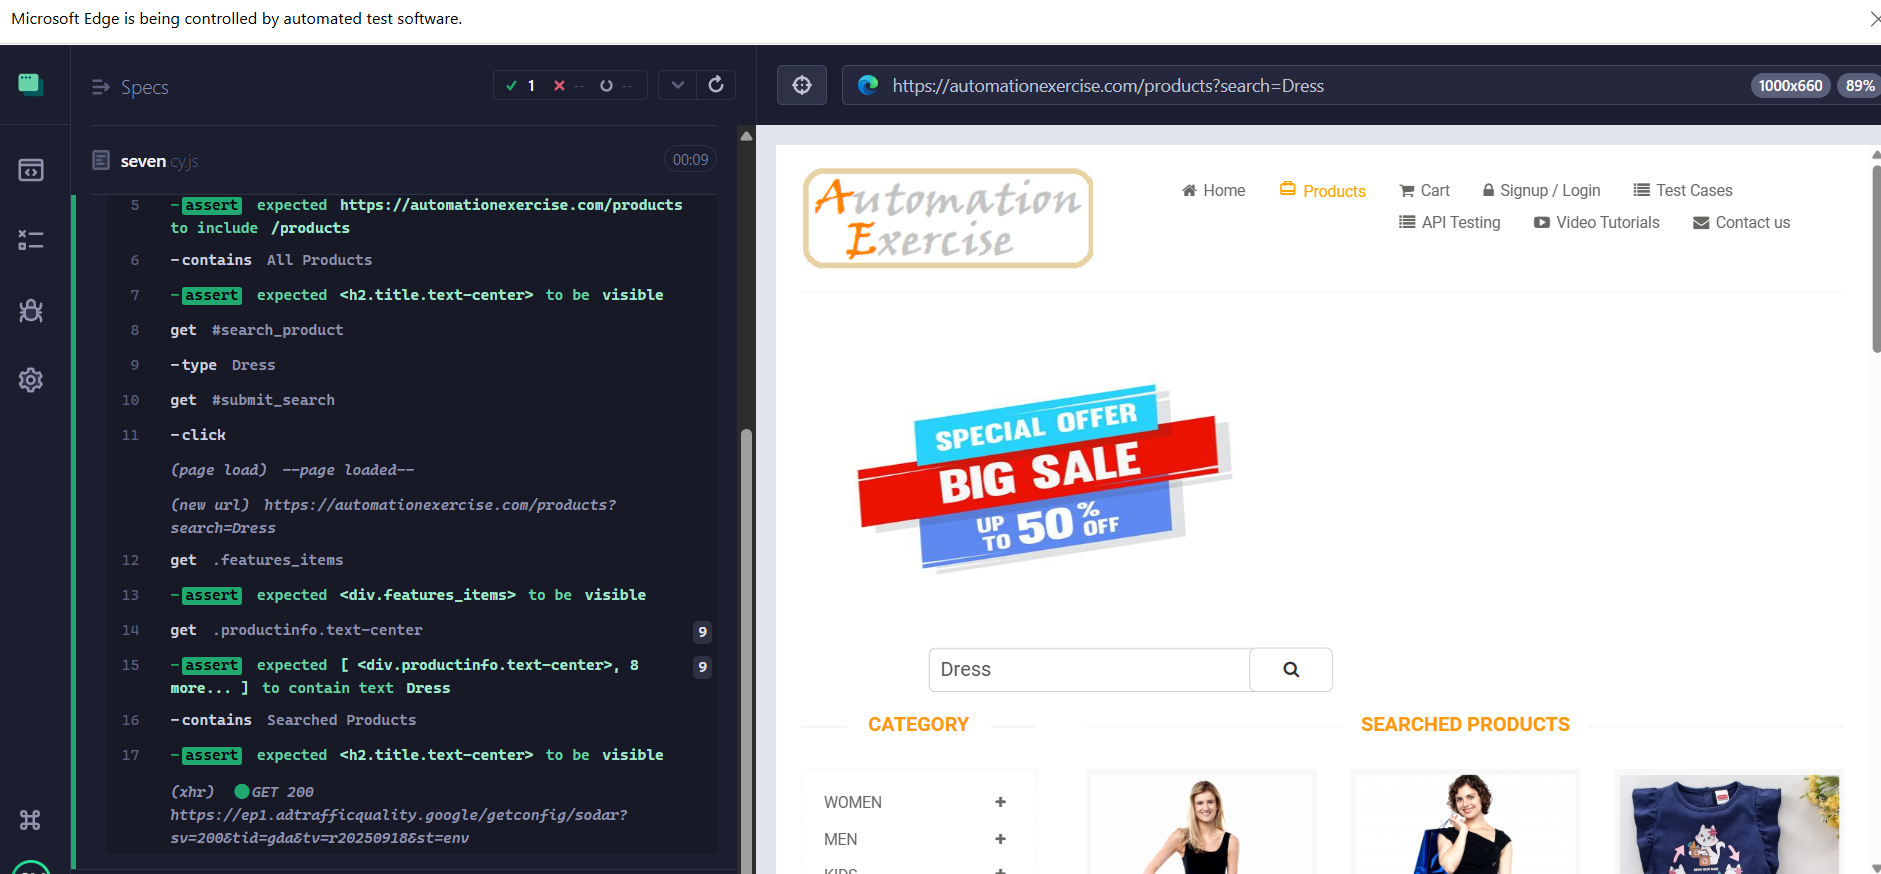 Microsoft Edge is being controlled by automated test software.
Specs
1
--
--
https://automationexercise.com/products?search=Dress
1000x660
89%
seven.cy.js
00:09
5 -assert expected https://automationexercise.com/products
to include /products
6 -contains All Products
7 -assert expected <h2.title.text-center> to be visible
8 get #search_product
9 -type Dress
10 get #submit_search
11 -click
(page load) --page loaded--
(new url) https://automationexercise.com/products?
search=Dress
12 get .features_items
13 -assert expected <div.features_items> to be visible
14 get .productinfo.text-center 9
15 -assert expected [ <div.productinfo.text-center>, 8 9
more... ] to contain text Dress
16 -contains Searched Products
17 -assert expected <h2.title.text-center> to be visible
(xhr) GET 200
https://ep1.adtrafficquality.google/getconfig/sodar?
sv=200&tid=gda&tv=r20250918&st=env
Automation
Exercise
Home Products Cart Signup / Login Test Cases
API Testing Video Tutorials Contact us
SPECIAL OFFER
BIG SALE
UP TO 50% OFF
Dress
CATEGORY
SEARCHED PRODUCTS
WOMEN +
MEN +
KIDS +